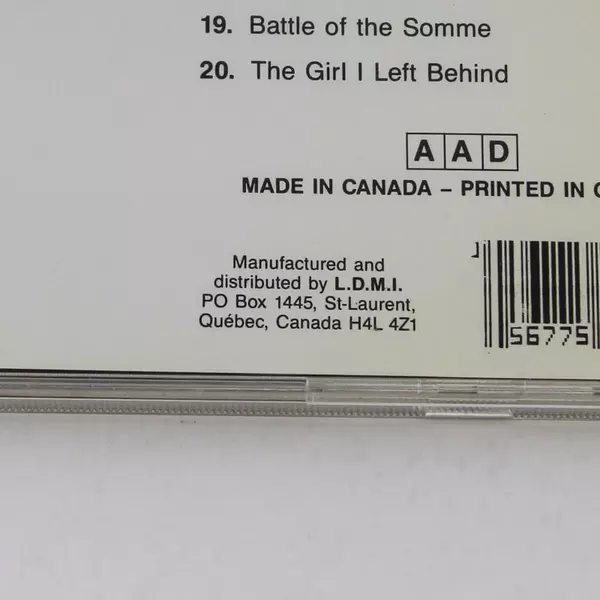 19. Battle of the Somme
20. The Girl I Left Behind
AAD
MADE IN CANADA – PRINTED IN
Manufactured and
distributed by L.D.M.I.
PO Box 1445, St-Laurent,
Québec, Canada H4L 4Z1
56775